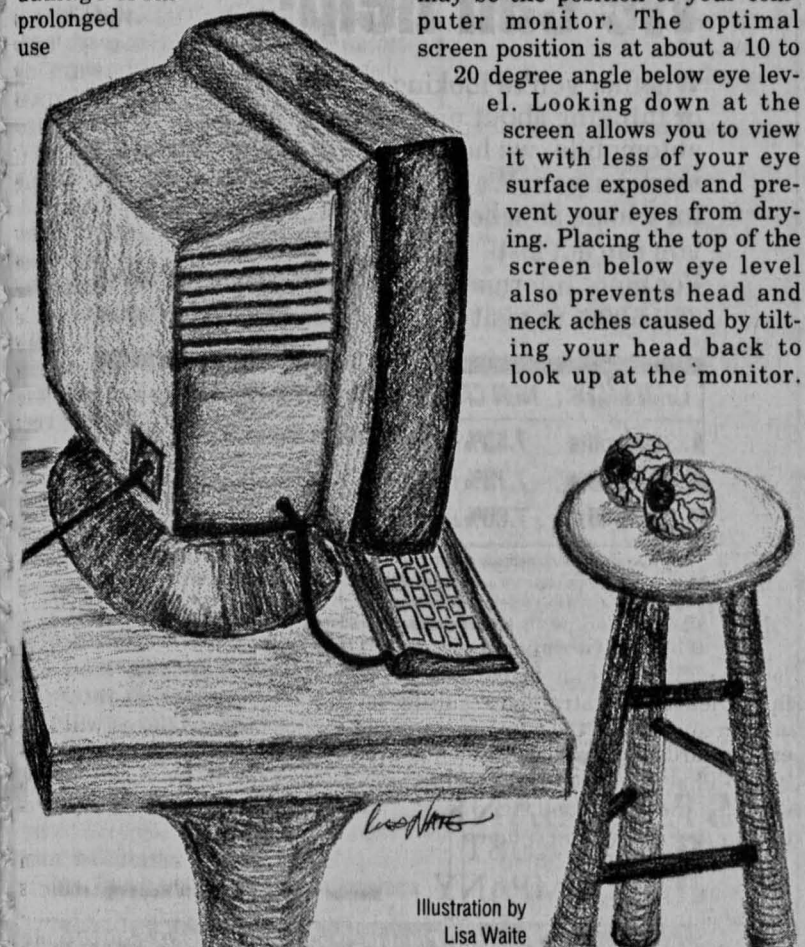 prolonged
use
puter monitor. The optimal
screen position is at about a 10 to
20 degree angle below eye lev-
el. Looking down at the
screen allows you to view
it with less of your eye
surface exposed and pre-
vent your eyes from dry-
ing. Placing the top of the
screen below eye level
also prevents head and
neck aches caused by tilt-
ing your head back to
look up at the monitor.
Illustration by
Lisa Waite